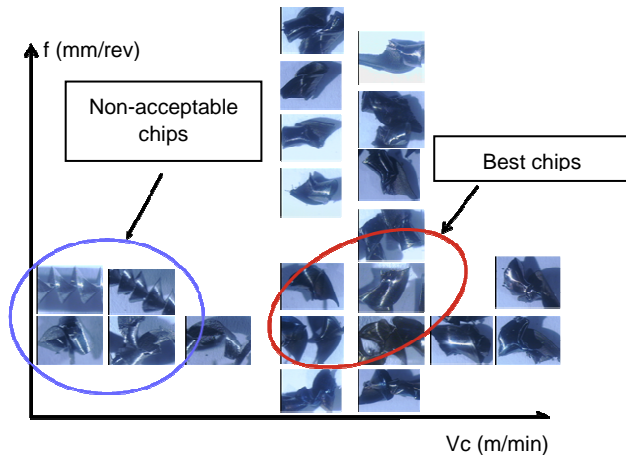 f (mm/rev)
Non-acceptable
chips
Best chips
Vc (m/min)